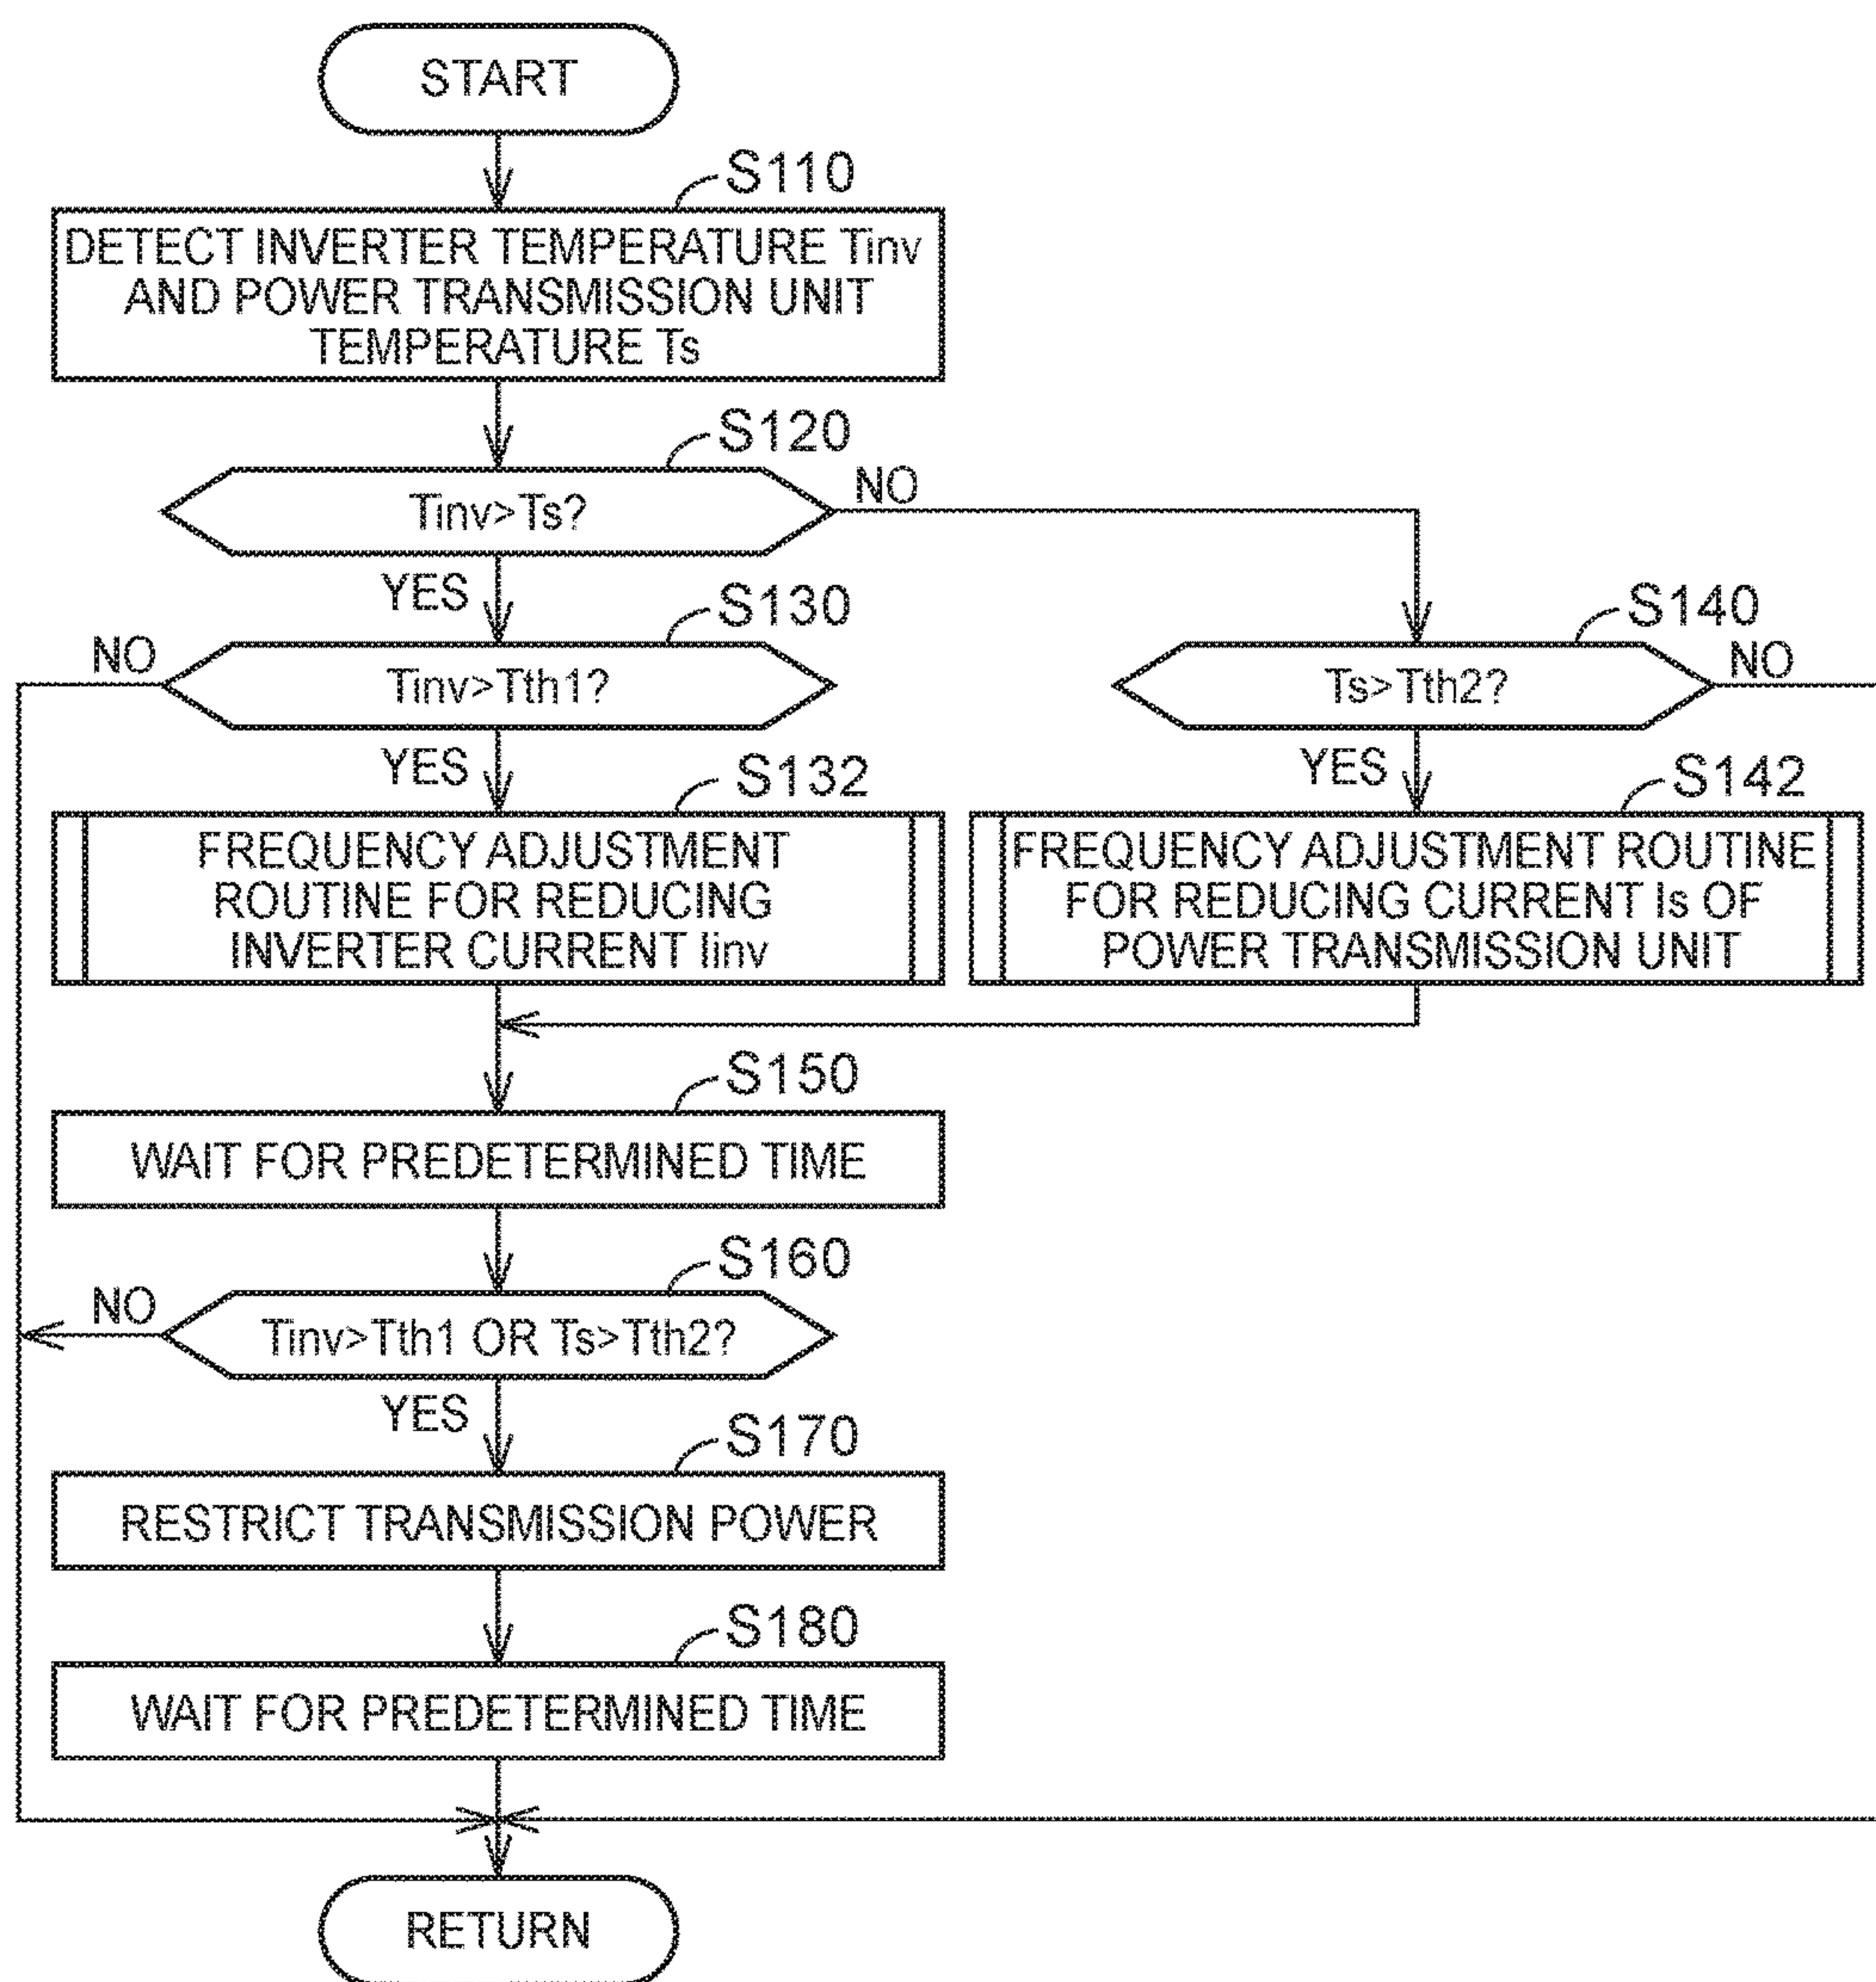 START
S110
DETECT INVERTER TEMPERATURE Tinv
AND POWER TRANSMISSION UNIT
TEMPERATURE Ts
S120
Tinv>Ts?
NO
YES
S130
NO
Tinv>Tth1?
S140
Ts>Tth2?
NO
YES
S132
FREQUENCY ADJUSTMENT
ROUTINE FOR REDUCING
INVERTER CURRENT Iinv
YES
S142
FREQUENCY ADJUSTMENT ROUTINE
FOR REDUCING CURRENT Is OF
POWER TRANSMISSION UNIT
S150
WAIT FOR PREDETERMINED TIME
S160
NO
Tinv>Tth1 OR Ts>Tth2?
YES
S170
RESTRICT TRANSMISSION POWER
S180
WAIT FOR PREDETERMINED TIME
RETURN